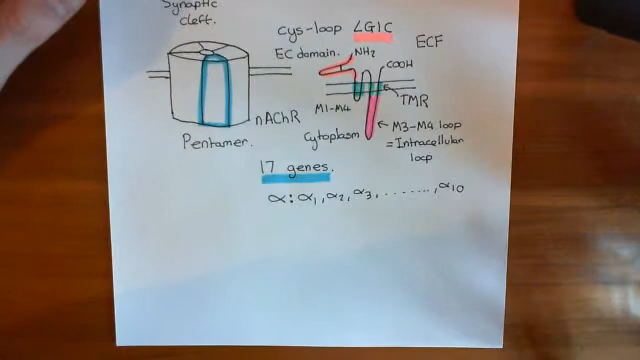 Synaptic
cleft.
cys-loop LGIC
EC domain.
NH₂
ECF
COOH
M1-M4
TMR
nAChR
Cytoplasm
M3-M4 loop
= Intracellular
loop
Pentamer.
17 genes.
α: α₁, α₂, α₃, ........, α₁₀